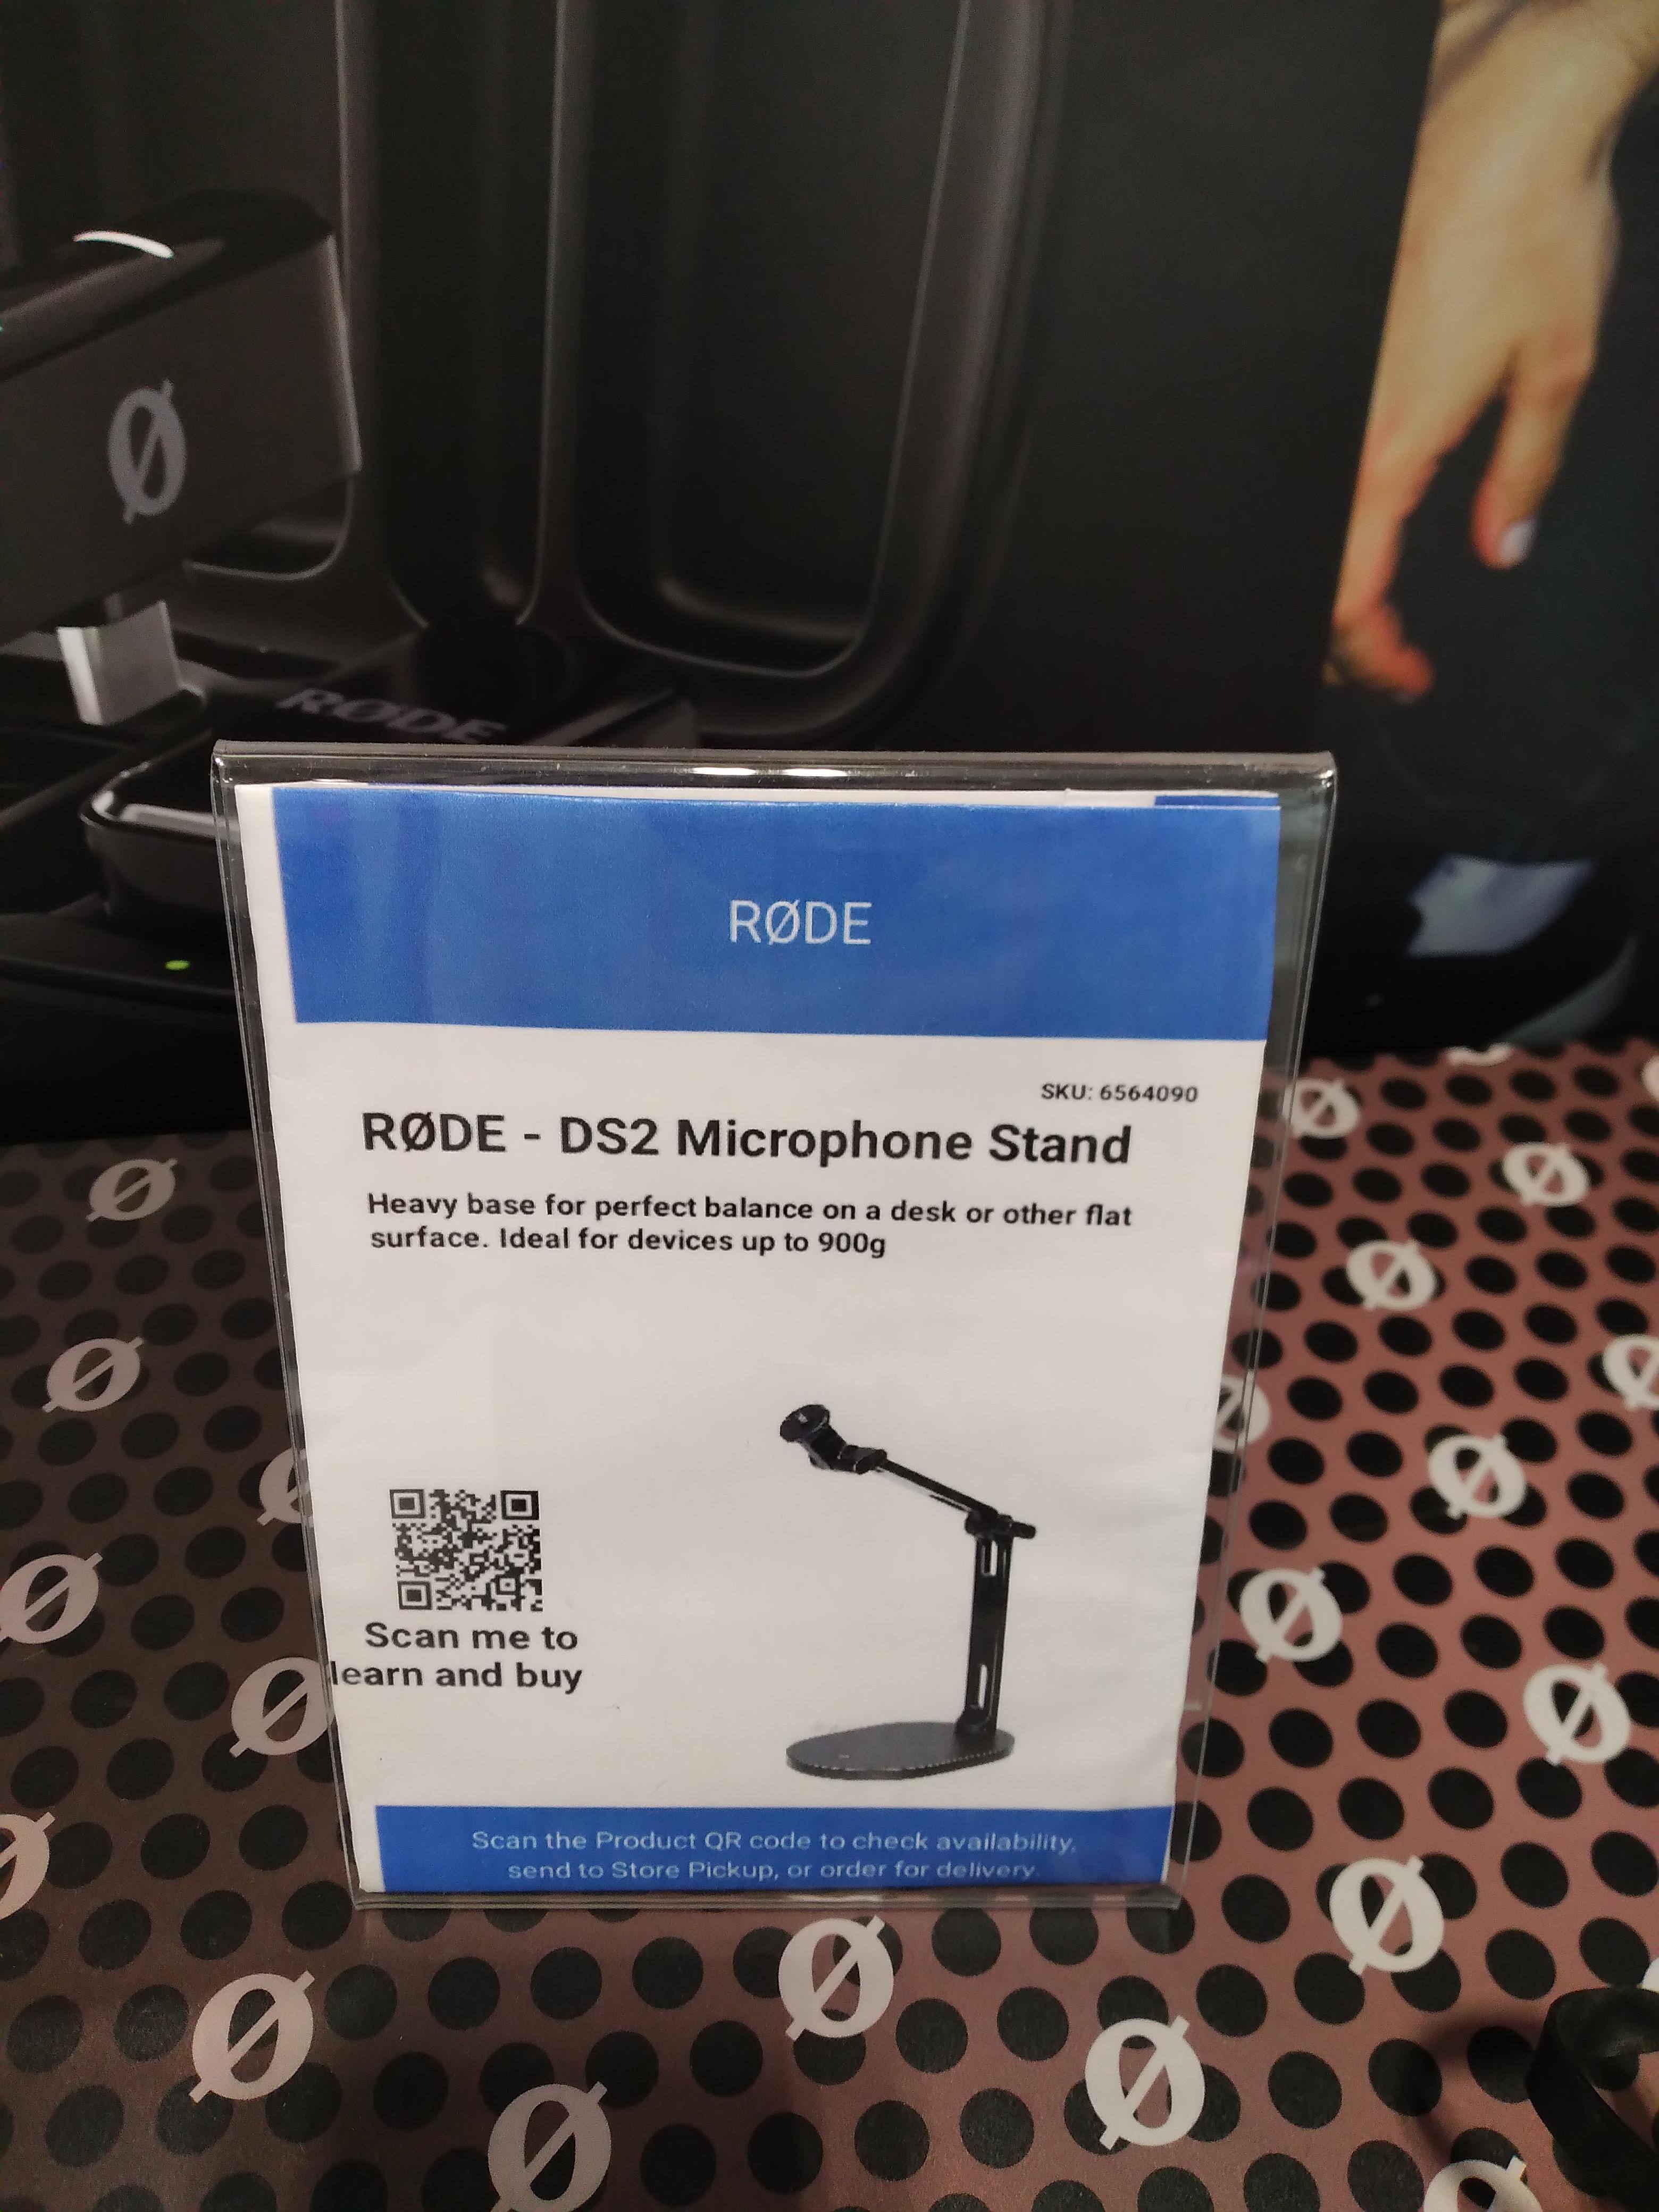 Ø
RØDE
RØDE
SKU: 6564090
RØDE - DS2 Microphone Stand
Heavy base for perfect balance on a desk or other flat
surface. Ideal for devices up to 900g
Scan me to
learn and buy
Scan the Product QR code to check availability,
send to Store Pickup, or order for delivery.